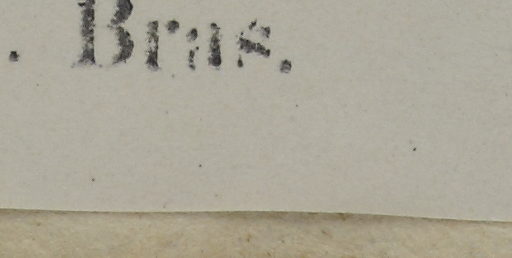 . Bras.